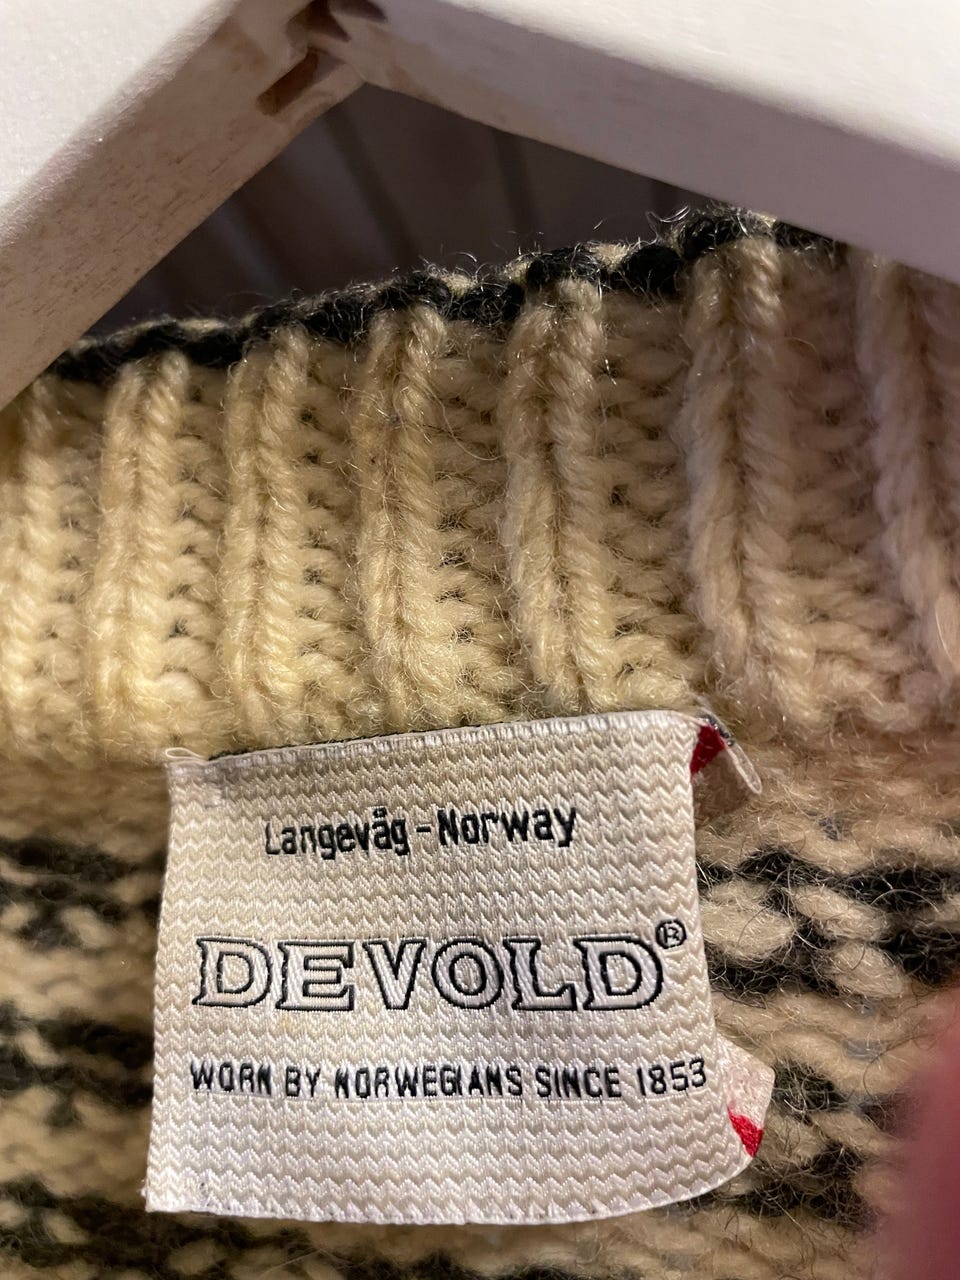 Langevåg - Norway
DEVOLD®
WORN BY NORWEGIANS SINCE 1853